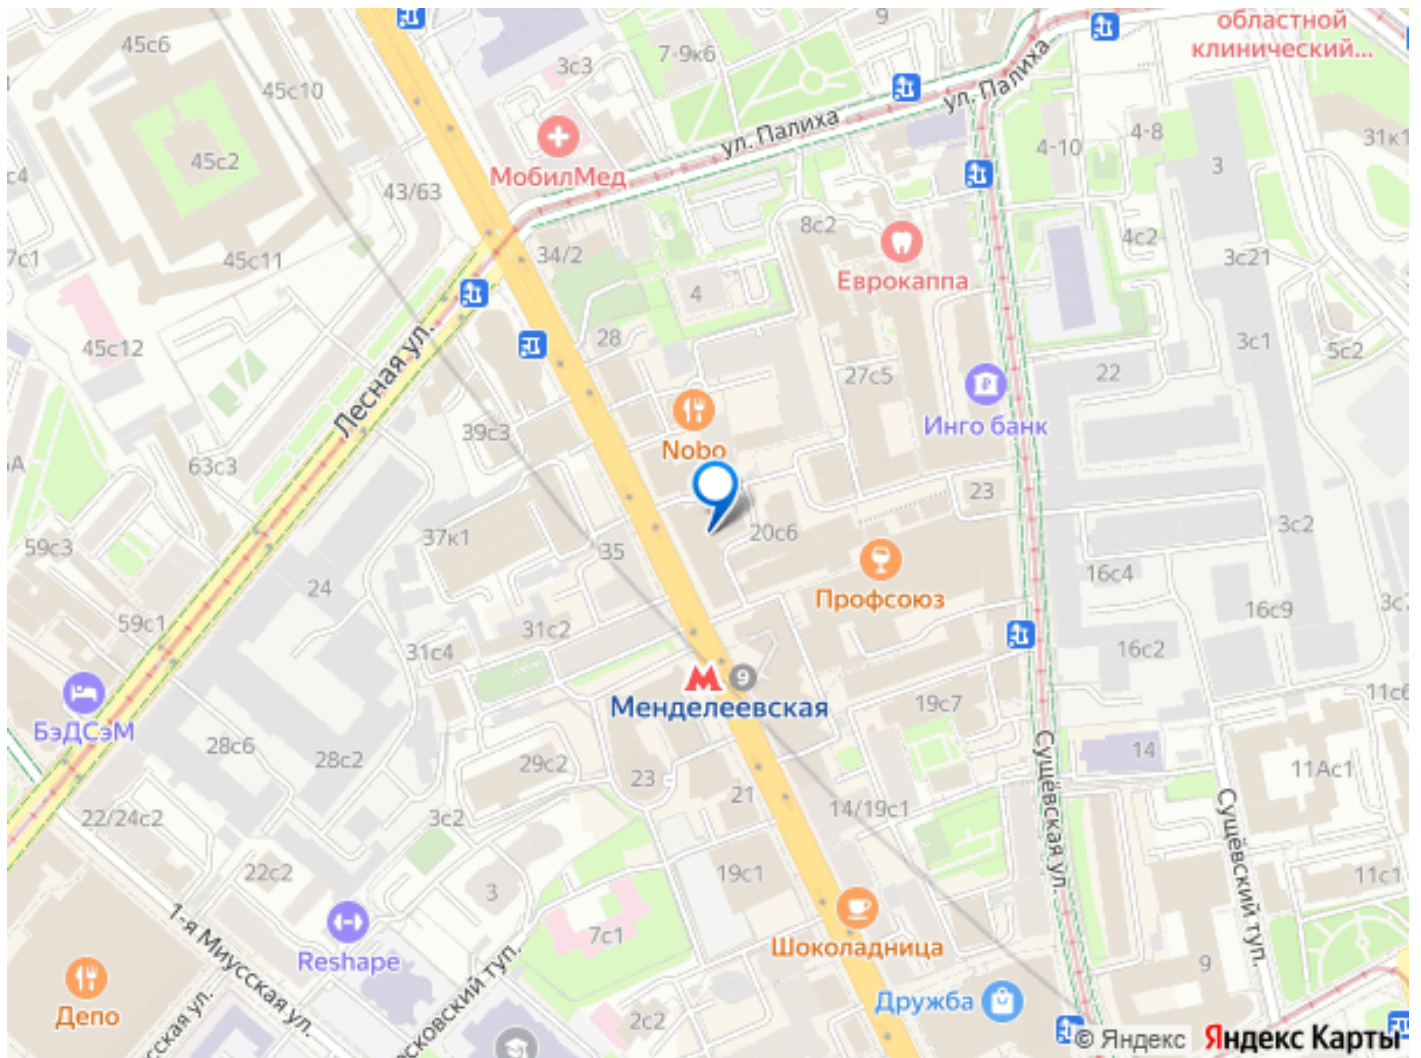 областной
клинический...
9
45с6
7-9к6
3с3
45с10
ул. Палиха
ул. Палиха
4-8
4-10
31к1
45с2
МобилМед
3
с4
43/63
8с2
4с2
7с1
45с11
34/2
3с21
Еврокаппа
4
Лесная ул.
28
3с1
45с12
5с2
22
27с5
Инго банк
39с3
Nobo
63с3
23
3с2
20с6
37к1
35
59с3
16с4
24
Профсоюз
16с9
59с1
31с2
31с4
16с2
9
Менделеевская
11с6
19с7
БэДСэМ
28с6
28с2
29с2
23
14
11Ас1
21
Сущёвская ул.
22/24с2
3с2
14/19с1
Сущёвский туп.
22с2
19с1
3
11с1
1-я Миусская ул.
7с1
Шоколадница
Reshape
9
Депо
Дружба
2с2
© Яндекс Яндекс Карты